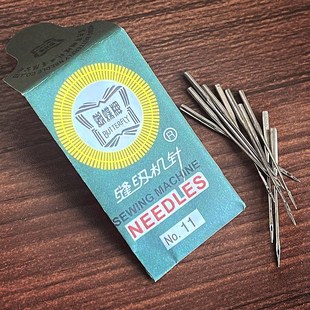 蝴蝶牌
BUTTERFLY
®
缝纫机针
SEWING MACHINE
NEEDLES
No. 11